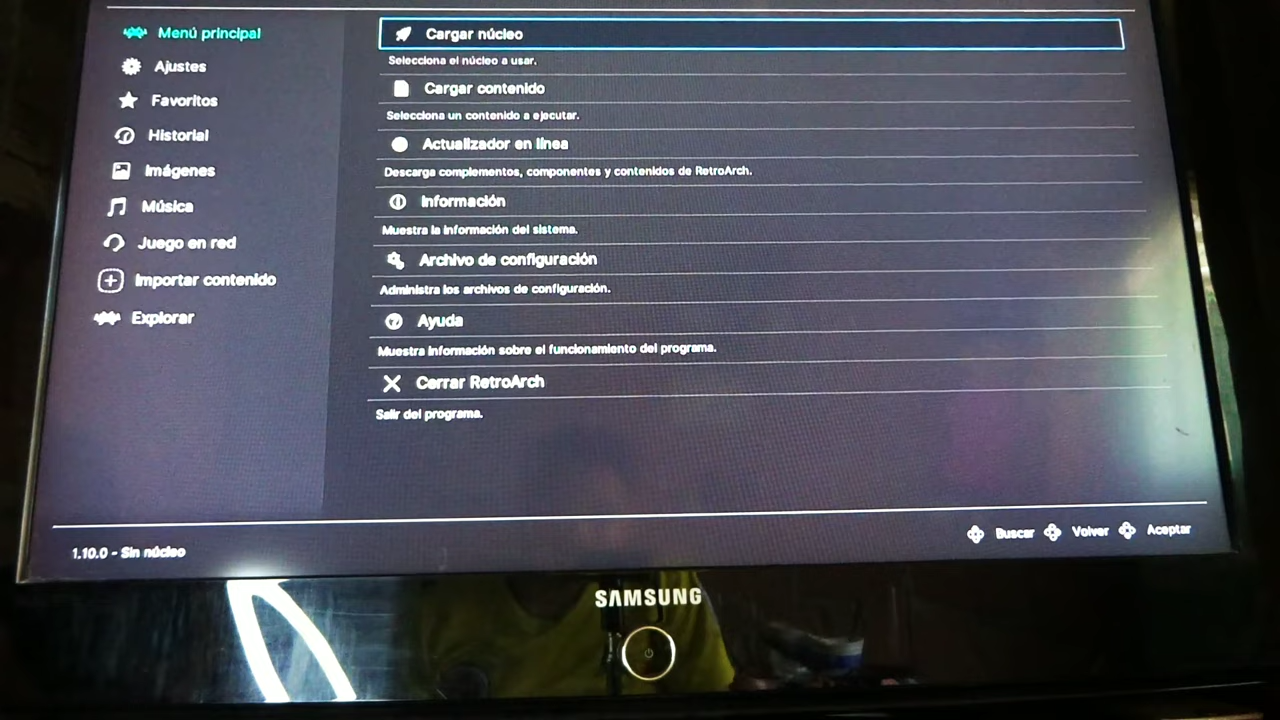 Menú principal
Ajustes
Favoritos
Historial
Imágenes
Música
Juego en red
Importar contenido
Explorar
Cargar núcleo
Selecciona el núcleo a usar.
Cargar contenido
Selecciona un contenido a ejecutar.
Actualizador en línea
Descarga complementos, componentes y contenidos de RetroArch.
Información
Muestra la información del sistema.
Archivo de configuración
Administra los archivos de configuración.
Ayuda
Muestra información sobre el funcionamiento del programa.
Cerrar RetroArch
Salir del programa.
1.10.0 - Sin núcleo
Buscar Volver Aceptar
SAMSUNG